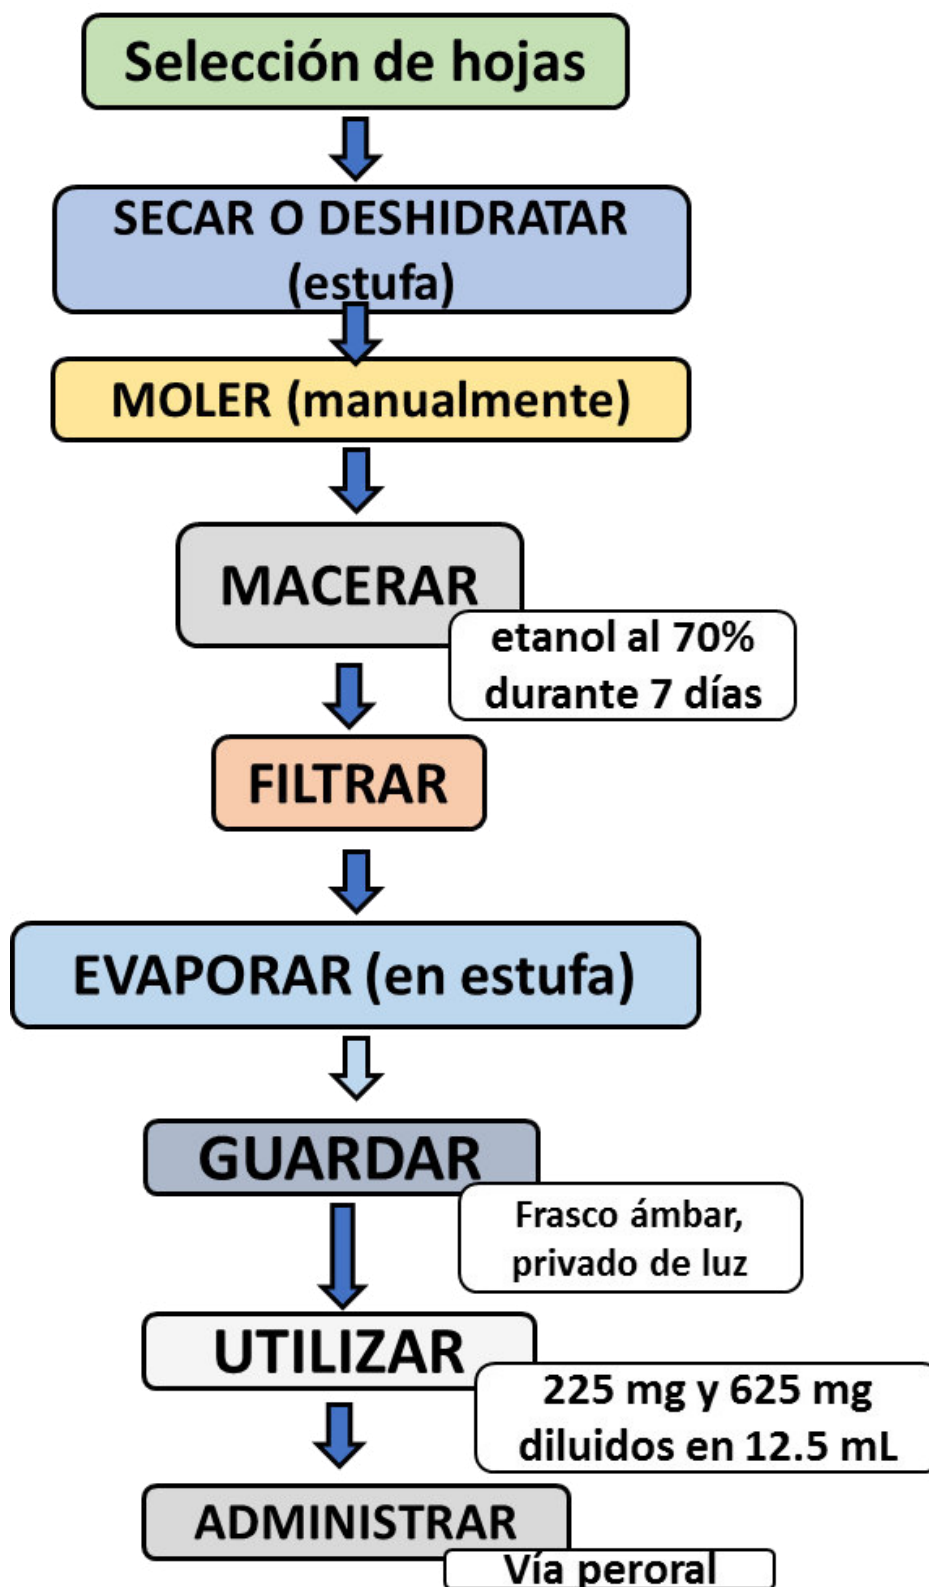 Selección de hojas
SECAR O DESHIDRATAR
(estufa)
MOLER (manualmente)
MACERAR
etanol al 70%
durante 7 días
FILTRAR
EVAPORAR (en estufa)
GUARDAR
Frasco ámbar,
privado de luz
UTILIZAR
225 mg y 625 mg
diluidos en 12.5 mL
ADMINISTRAR
Vía peroral